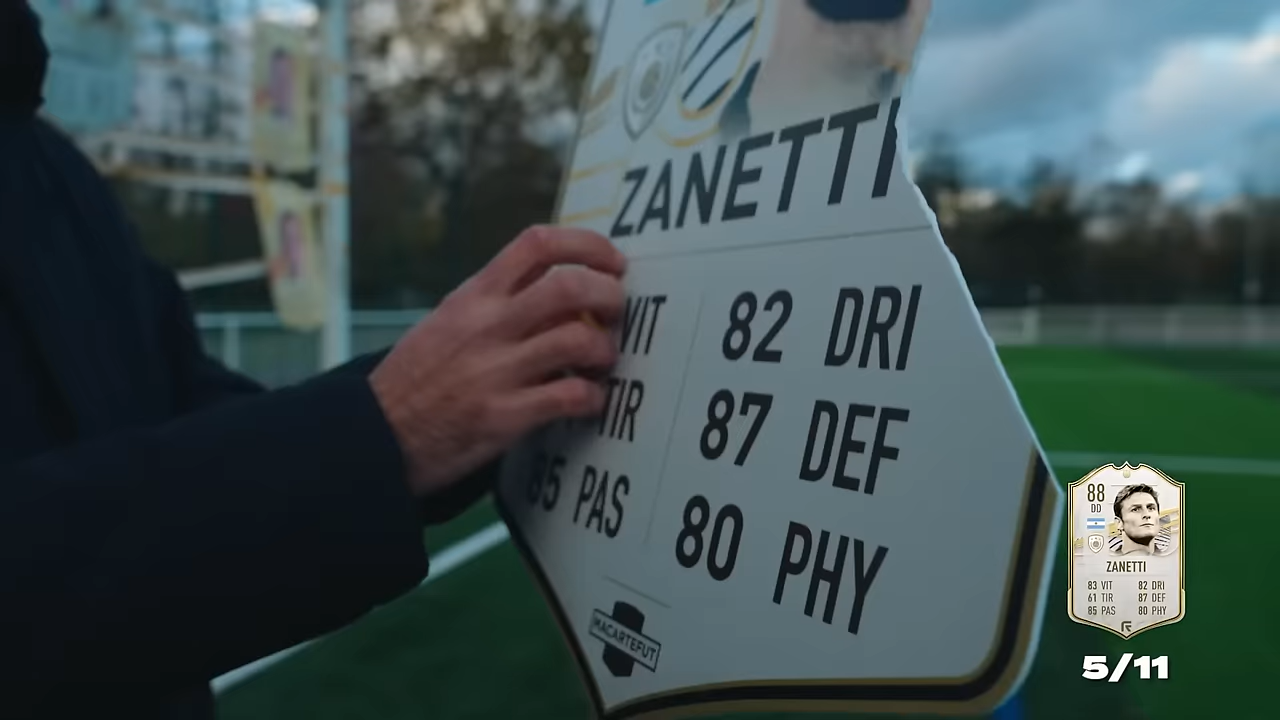 ZANETTI
VIT 82 DRI
TIR 87 DEF
85 PAS 80 PHY
MACARTEFUT
88
DD
ZANETTI
83 VIT 82 DRI
61 TIR 87 DEF
85 PAS 80 PHY
5/11